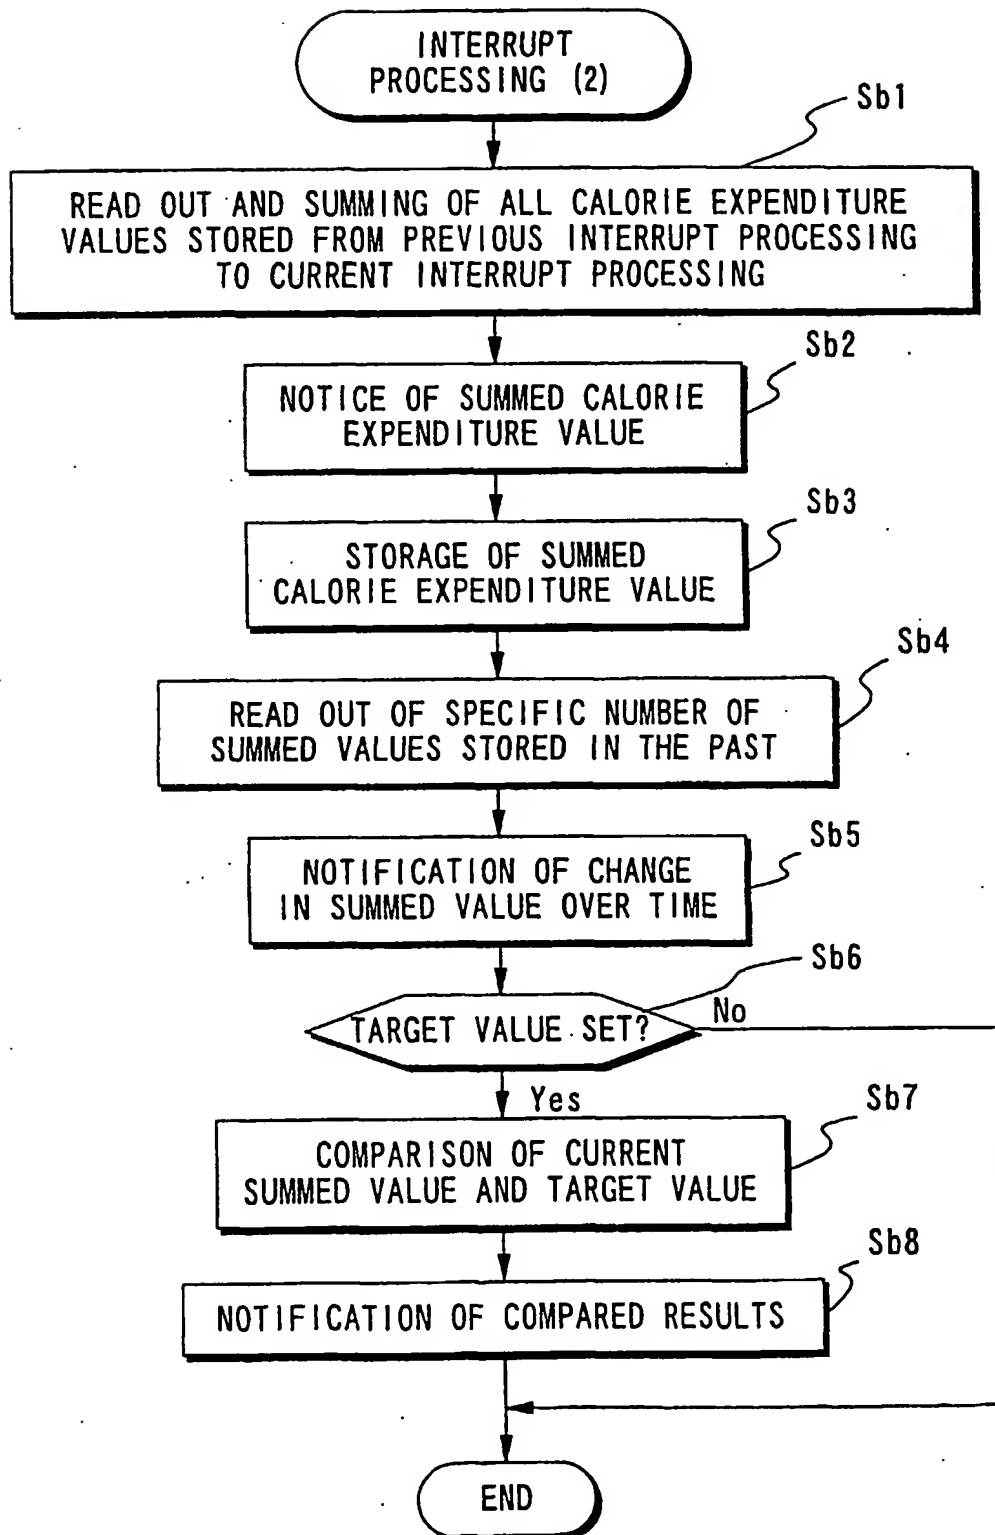 INTERRUPT
PROCESSING (2)
Sb1
READ OUT AND SUMMING OF ALL CALORIE EXPENDITURE
VALUES STORED FROM PREVIOUS INTERRUPT PROCESSING
TO CURRENT INTERRUPT PROCESSING
Sb2
NOTICE OF SUMMED CALORIE
EXPENDITURE VALUE
Sb3
STORAGE OF SUMMED
CALORIE EXPENDITURE VALUE
Sb4
READ OUT OF SPECIFIC NUMBER OF
SUMMED VALUES STORED IN THE PAST
Sb5
NOTIFICATION OF CHANGE
IN SUMMED VALUE OVER TIME
Sb6
TARGET VALUE SET?
No
Yes
Sb7
COMPARISON OF CURRENT
SUMMED VALUE AND TARGET VALUE
Sb8
NOTIFICATION OF COMPARED RESULTS
END